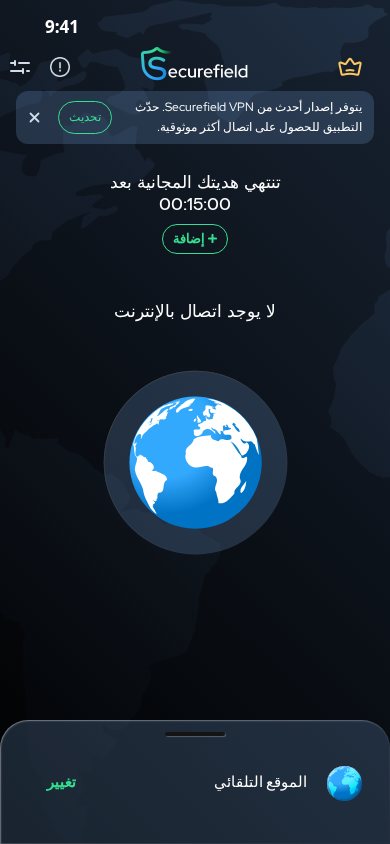 9:41
Securefield
يتوفر إصدار أحدث من Securefield VPN. حدّث
التطبيق للحصول على اتصال أكثر موثوقية.
تحديث
تنتهي هديتك المجانية بعد
00:15:00
+ إضافة
لا يوجد اتصال بالإنترنت
الموقع التلقائي
تغيير